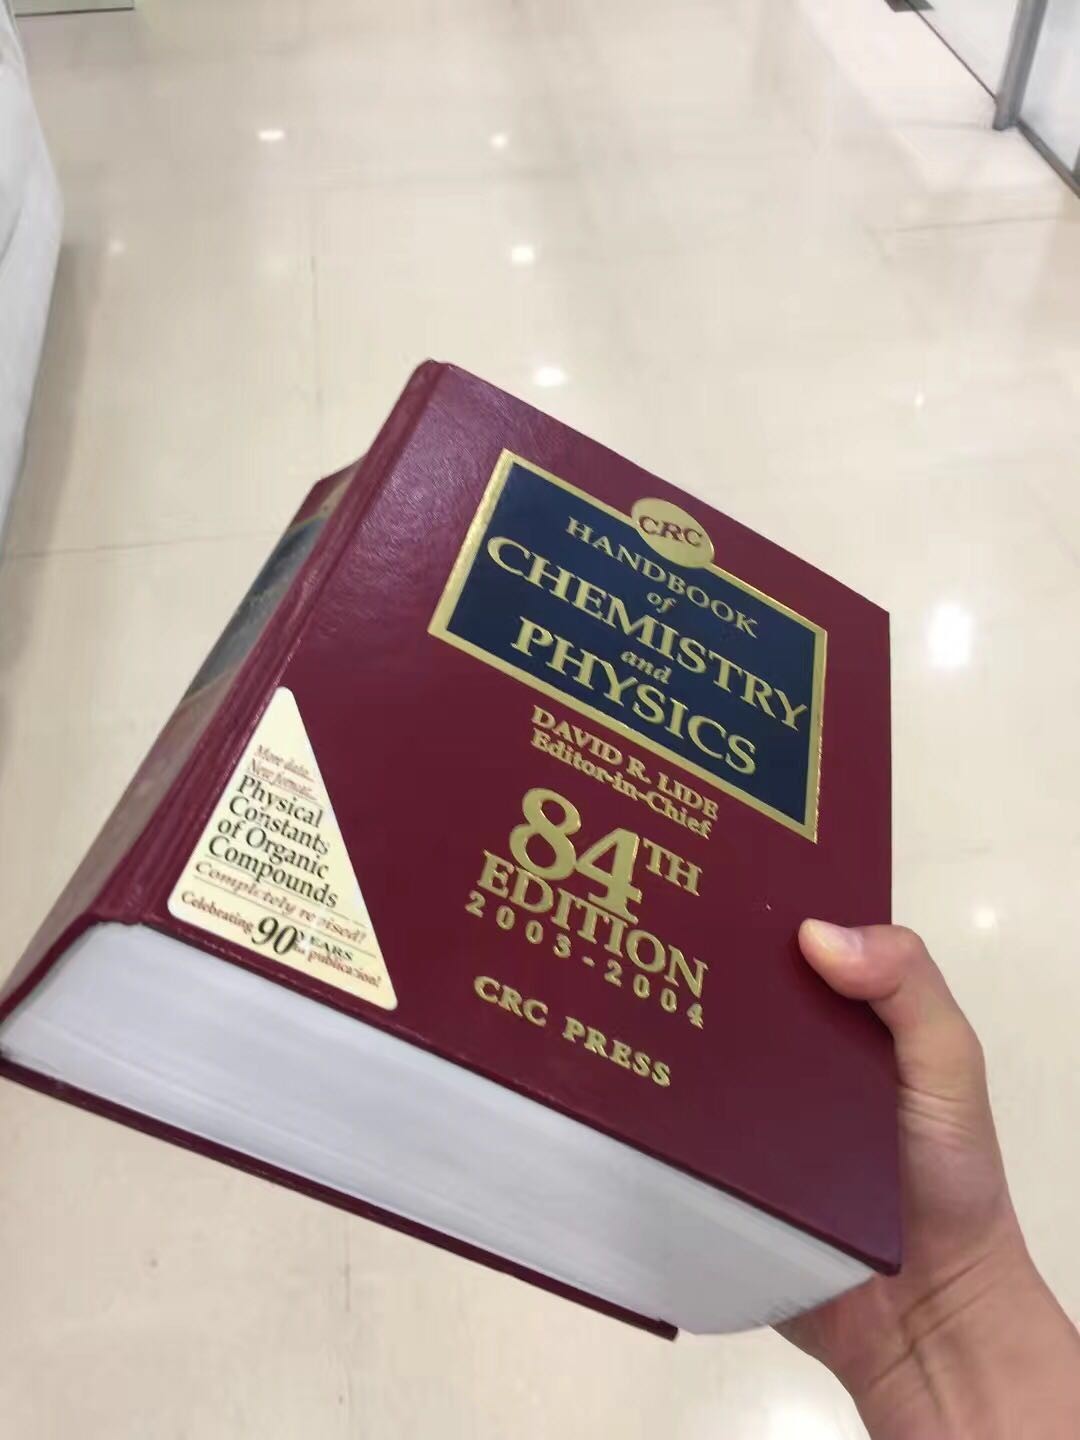 CRC
HANDBOOK
of
CHEMISTRY
and
PHYSICS
DAVID R. LIDE
Editor-in-Chief
84TH
EDITION
2003-2004
CRC PRESS
More data...
New format...
Physical
Constants
of Organic
Compounds
Completely revised!
Celebrating 90 YEARS
publication!